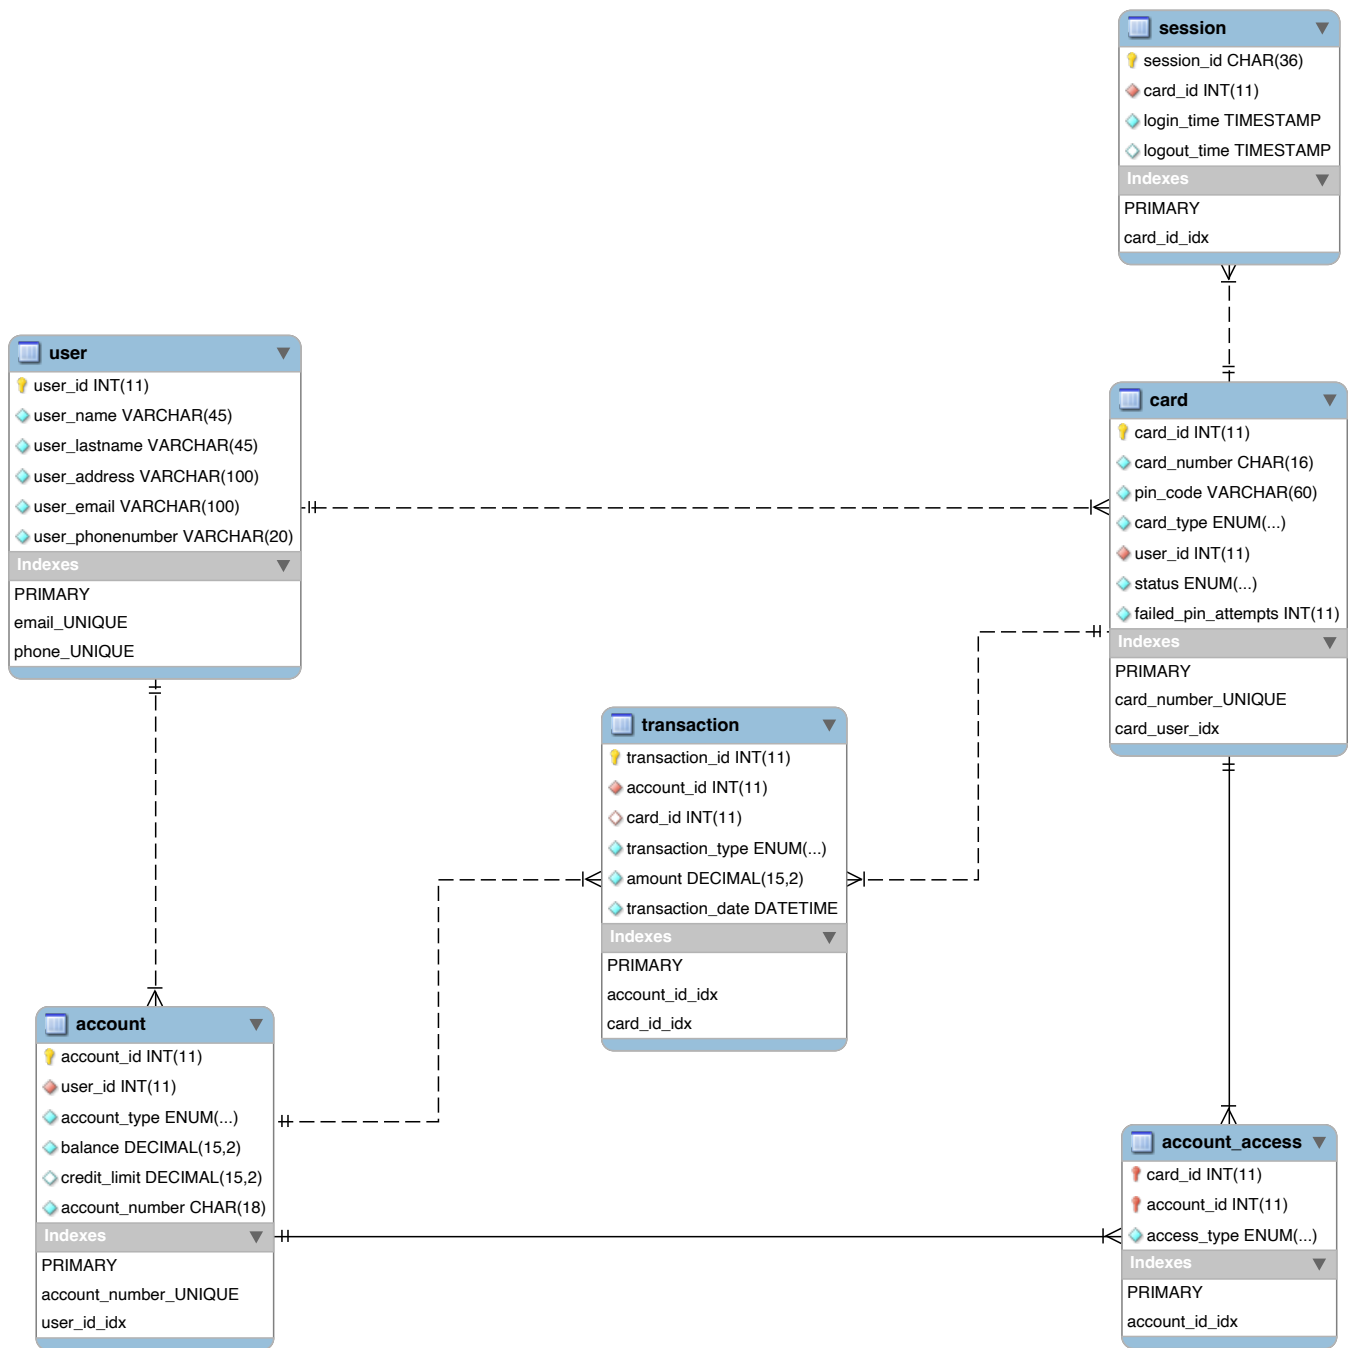 session
session_id CHAR(36)
card_id INT(11)
login_time TIMESTAMP
logout_time TIMESTAMP
Indexes
PRIMARY
card_id_idx
user
user_id INT(11)
user_name VARCHAR(45)
user_lastname VARCHAR(45)
user_address VARCHAR(100)
user_email VARCHAR(100)
user_phonenumber VARCHAR(20)
Indexes
PRIMARY
email_UNIQUE
phone_UNIQUE
card
card_id INT(11)
card_number CHAR(16)
pin_code VARCHAR(60)
card_type ENUM(...)
user_id INT(11)
status ENUM(...)
failed_pin_attempts INT(11)
Indexes
PRIMARY
card_number_UNIQUE
card_user_idx
transaction
transaction_id INT(11)
account_id INT(11)
card_id INT(11)
transaction_type ENUM(...)
amount DECIMAL(15,2)
transaction_date DATETIME
Indexes
PRIMARY
account_id_idx
card_id_idx
account
account_id INT(11)
user_id INT(11)
account_type ENUM(...)
balance DECIMAL(15,2)
credit_limit DECIMAL(15,2)
account_number CHAR(18)
Indexes
PRIMARY
account_number_UNIQUE
user_id_idx
account_access
card_id INT(11)
account_id INT(11)
access_type ENUM(...)
Indexes
PRIMARY
account_id_idx